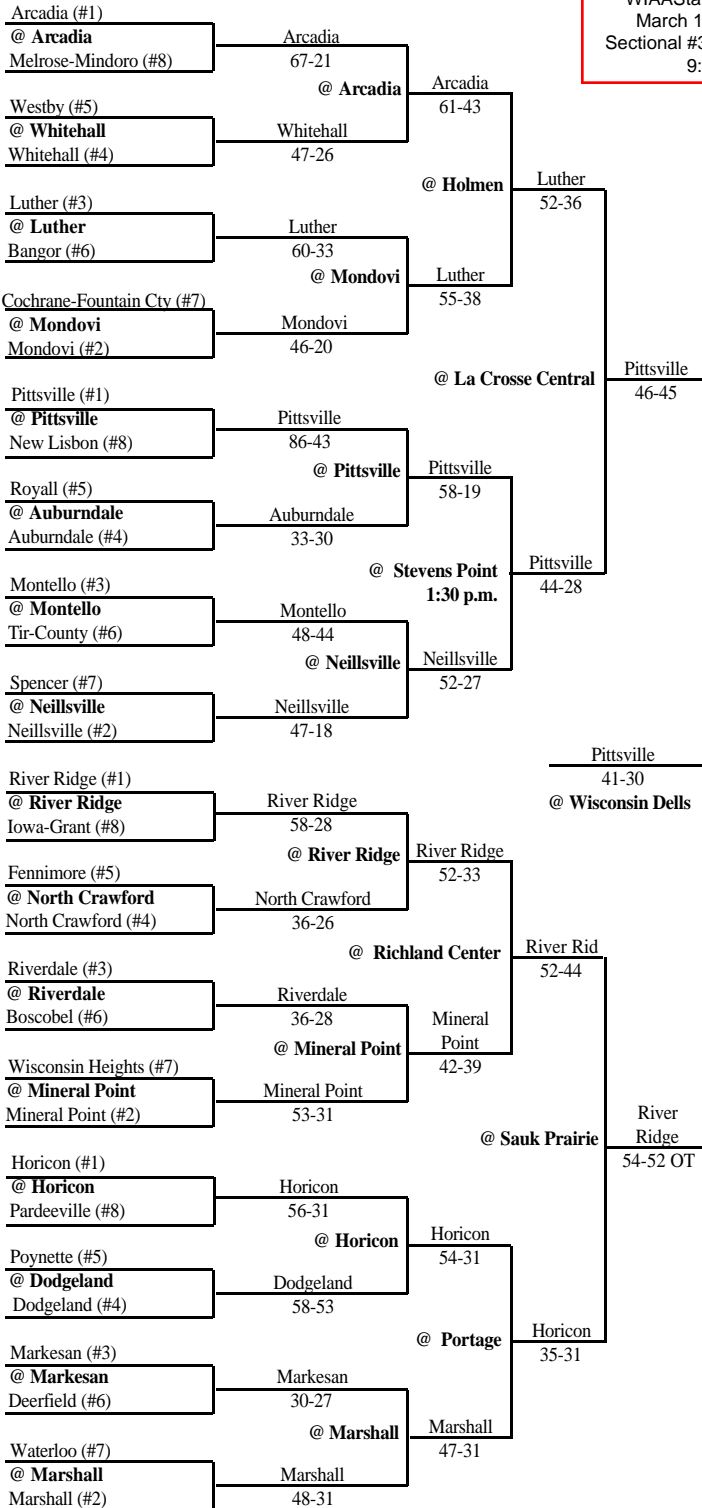 WIAASta
March 1
Sectional #3
9:
Arcadia (#1)
@ Arcadia
Melrose-Mindoro (#8)
Arcadia
67-21
@ Arcadia
Arcadia
61-43
Westby (#5)
@ Whitehall
Whitehall (#4)
Whitehall
47-26
@ Holmen
Luther
52-36
Luther (#3)
@ Luther
Bangor (#6)
Luther
60-33
@ Mondovi
Luther
55-38
Cochrane-Fountain Cty (#7)
@ Mondovi
Mondovi (#2)
Mondovi
46-20
@ La Crosse Central
Pittsville
46-45
Pittsville (#1)
@ Pittsville
New Lisbon (#8)
Pittsville
86-43
@ Pittsville
Pittsville
58-19
Royall (#5)
@ Auburndale
Auburndale (#4)
Auburndale
33-30
@ Stevens Point
1:30 p.m.
Pittsville
44-28
Montello (#3)
@ Montello
Tir-County (#6)
Montello
48-44
@ Neillsville
Neillsville
52-27
Spencer (#7)
@ Neillsville
Neillsville (#2)
Neillsville
47-18
Pittsville
41-30
@ Wisconsin Dells
River Ridge (#1)
@ River Ridge
Iowa-Grant (#8)
River Ridge
58-28
@ River Ridge
River Ridge
52-33
Fennimore (#5)
@ North Crawford
North Crawford (#4)
North Crawford
36-26
@ Richland Center
River Rid
52-44
Riverdale (#3)
@ Riverdale
Boscobel (#6)
Riverdale
36-28
@ Mineral Point
Mineral
Point
42-39
Wisconsin Heights (#7)
@ Mineral Point
Mineral Point (#2)
Mineral Point
53-31
@ Sauk Prairie
River
Ridge
54-52 OT
Horicon (#1)
@ Horicon
Pardeeville (#8)
Horicon
56-31
@ Horicon
Horicon
54-31
Poynette (#5)
@ Dodgeland
Dodgeland (#4)
Dodgeland
58-53
@ Portage
Horicon
35-31
Markesan (#3)
@ Markesan
Deerfield (#6)
Markesan
30-27
@ Marshall
Marshall
47-31
Waterloo (#7)
@ Marshall
Marshall (#2)
Marshall
48-31